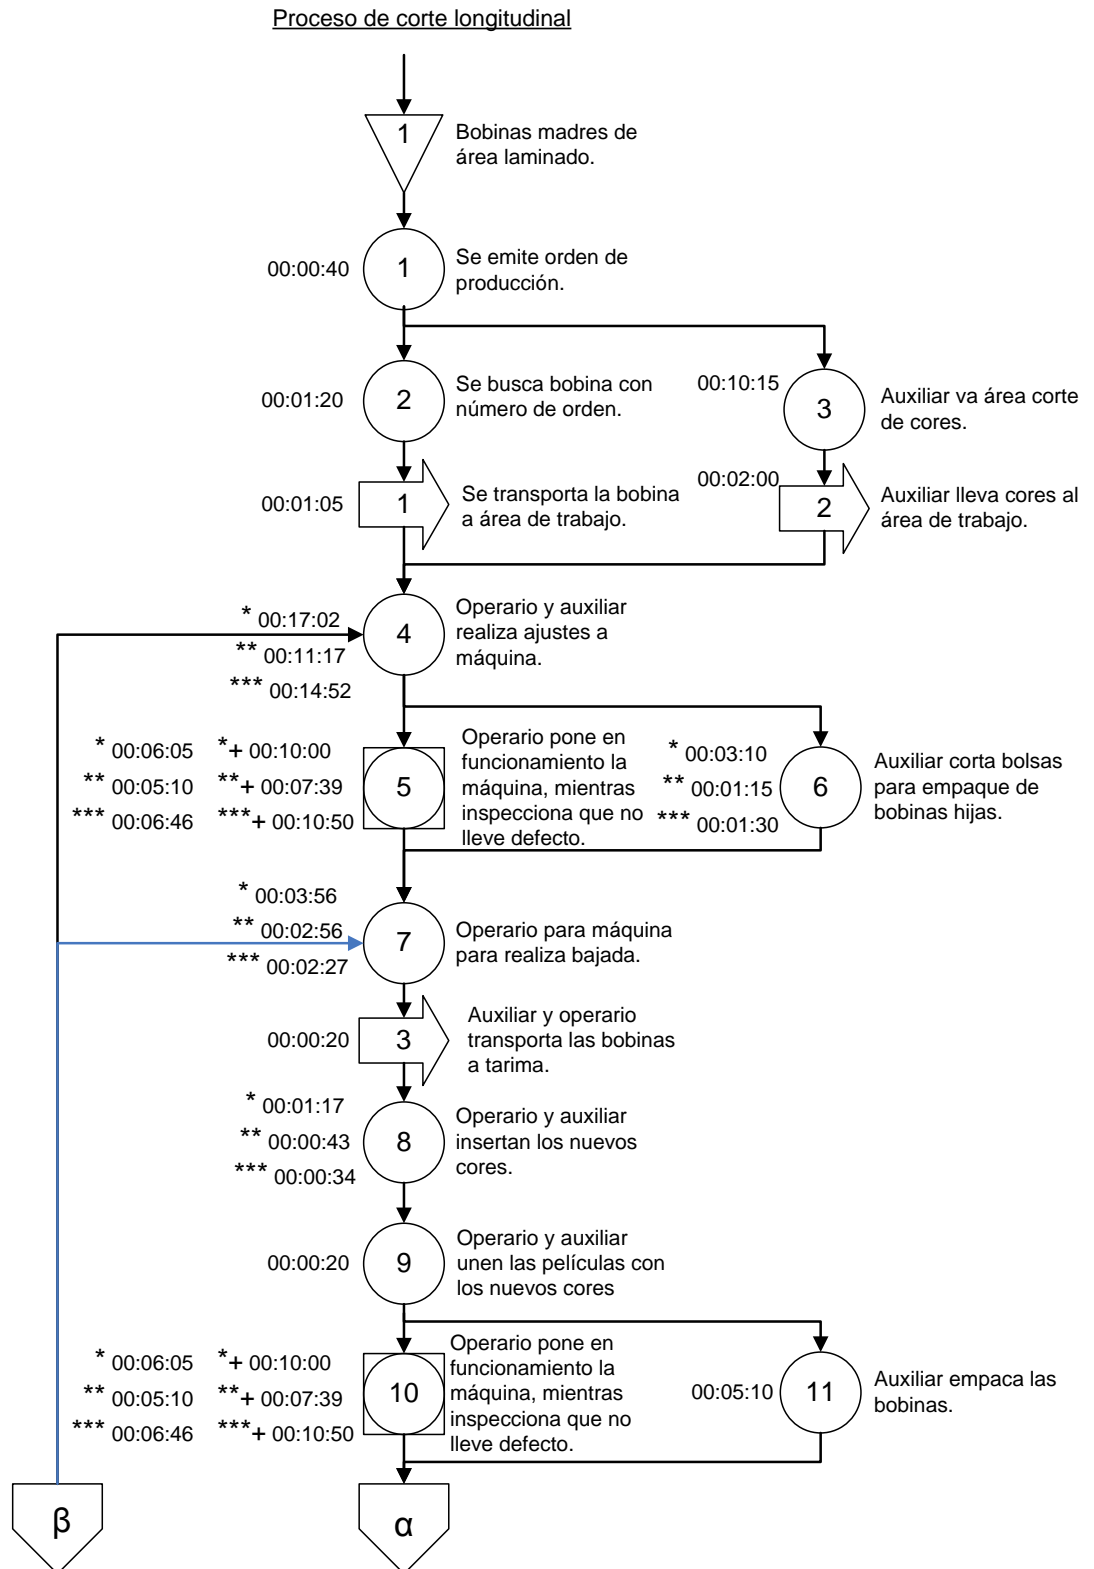 Proceso de corte longitudinal
1
Bobinas madres de
área laminado.
00:00:40
1
Se emite orden de
producción.
00:01:20
2
Se busca bobina con
número de orden.
00:10:15
3
Auxiliar va área corte
de cores.
00:01:05
1
Se transporta la bobina
a área de trabajo.
00:02:00
2
Auxiliar lleva cores al
área de trabajo.
* 00:17:02
** 00:11:17
*** 00:14:52
4
Operario y auxiliar
realiza ajustes a
máquina.
* 00:06:05 *+ 00:10:00
** 00:05:10 **+ 00:07:39
*** 00:06:46 ***+ 00:10:50
5
Operario pone en
funcionamiento la
máquina, mientras
inspecciona que no
lleve defecto.
* 00:03:10
** 00:01:15
*** 00:01:30
6
Auxiliar corta bolsas
para empaque de
bobinas hijas.
* 00:03:56
** 00:02:56
*** 00:02:27
7
Operario para máquina
para realiza bajada.
00:00:20
3
Auxiliar y operario
transporta las bobinas
a tarima.
* 00:01:17
** 00:00:43
*** 00:00:34
8
Operario y auxiliar
insertan los nuevos
cores.
00:00:20
9
Operario y auxiliar
unen las películas con
los nuevos cores
* 00:06:05 *+ 00:10:00
** 00:05:10 **+ 00:07:39
*** 00:06:46 ***+ 00:10:50
10
Operario pone en
funcionamiento la
máquina, mientras
inspecciona que no
lleve defecto.
00:05:10
11
Auxiliar empaca las
bobinas.
β
α